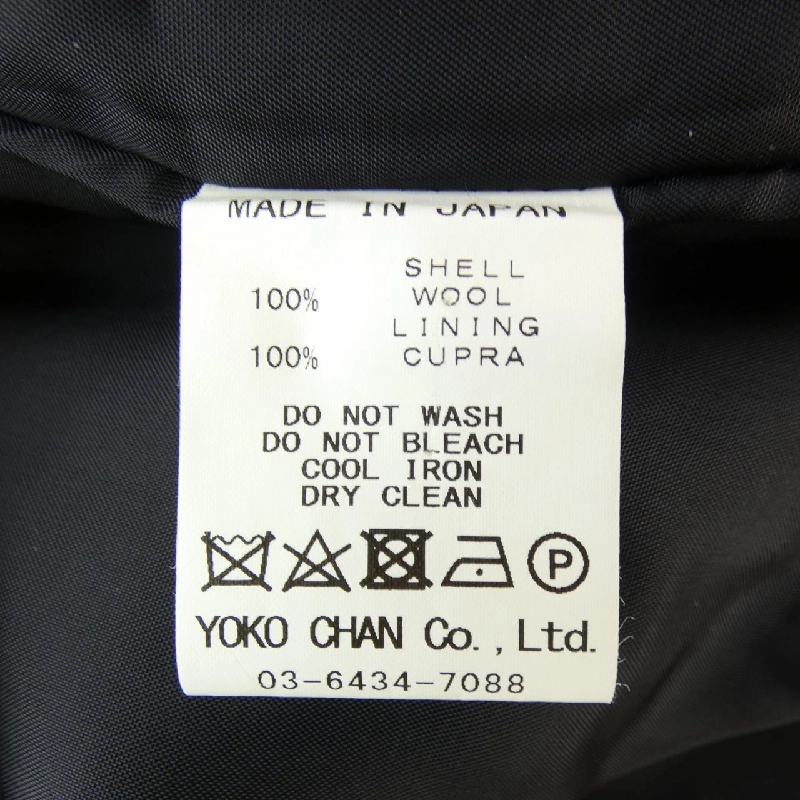 MADE IN JAPAN
SHELL
100% WOOL
LINING
100% CUPRA
DO NOT WASH
DO NOT BLEACH
COOL IRON
DRY CLEAN
P
YOKO CHAN Co.,Ltd.
03-6434-7088